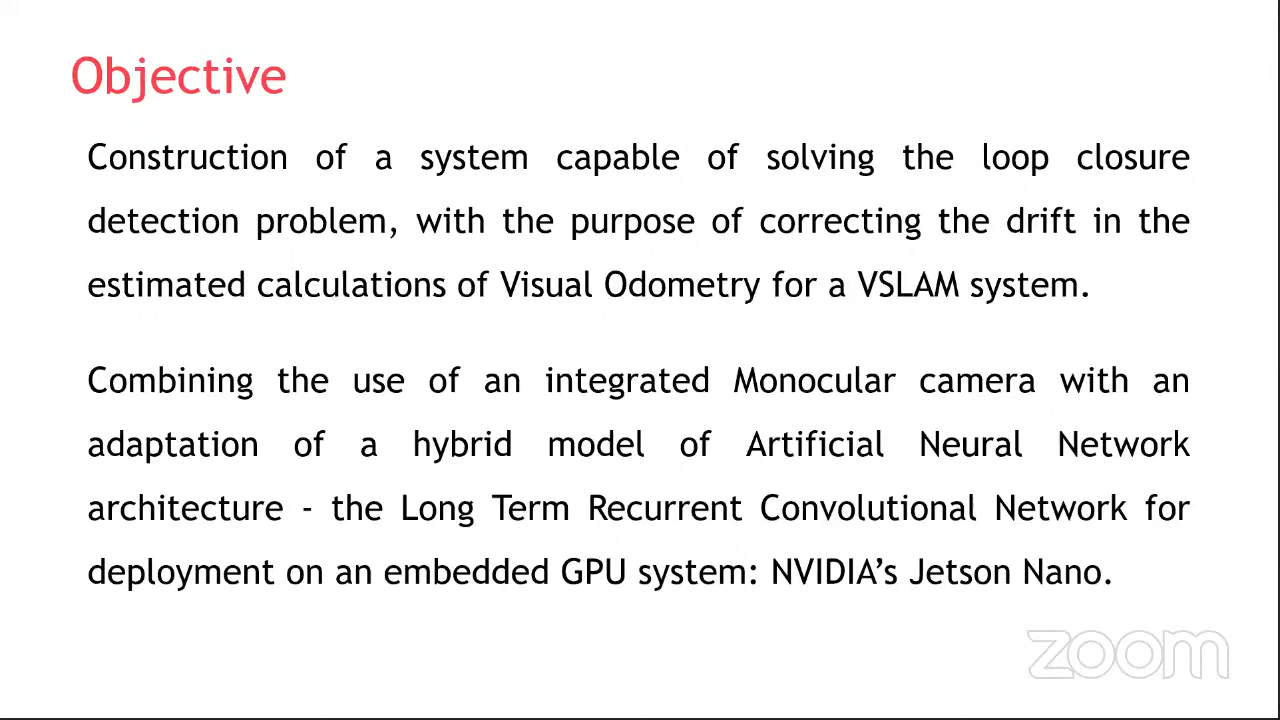 Objective
Construction of a system capable of solving the loop closure
detection problem, with the purpose of correcting the drift in the
estimated calculations of Visual Odometry for a VSLAM system.
Combining the use of an integrated Monocular camera with an
adaptation of a hybrid model of Artificial Neural Network
architecture - the Long Term Recurrent Convolutional Network for
deployment on an embedded GPU system: NVIDIA’s Jetson Nano.
zoom